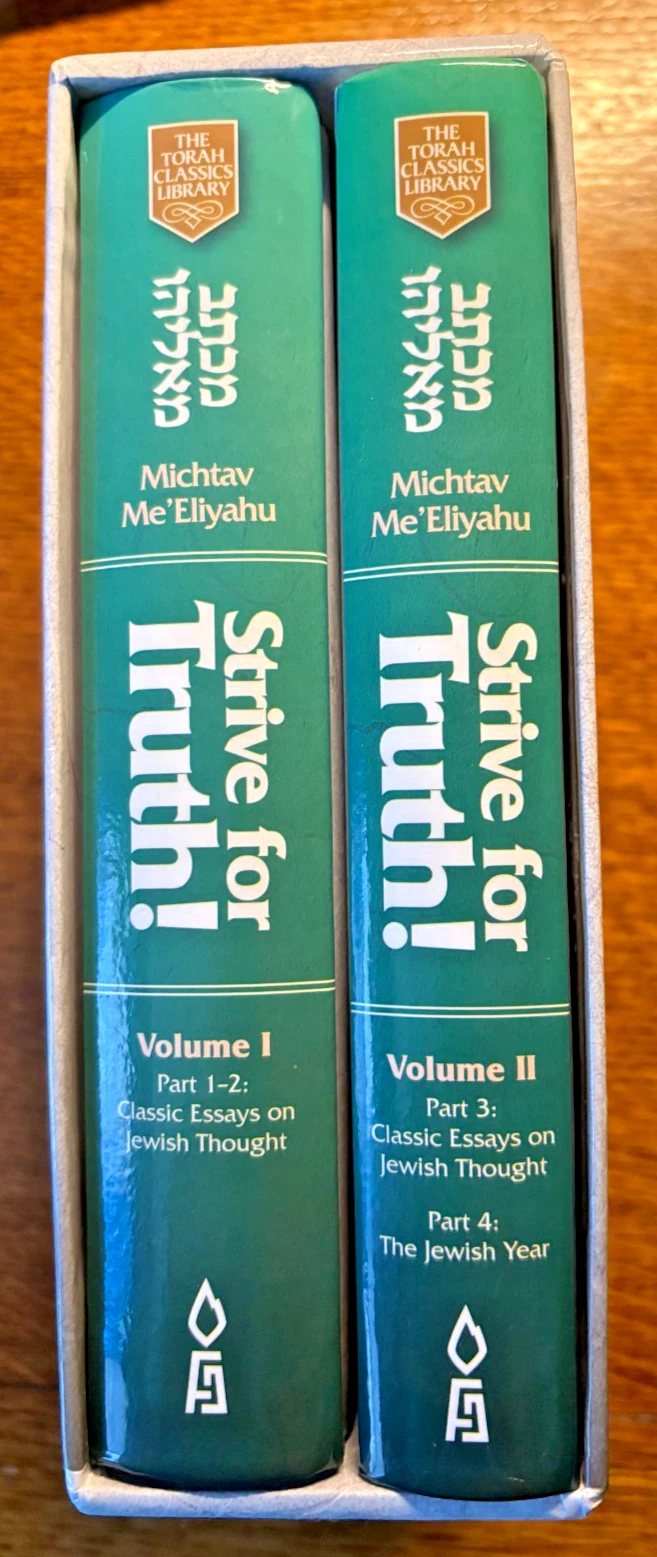 THE
TORAH
CLASSICS
LIBRARY
מכתב
מאליהו
Michtav
Me'Eliyahu
Strive for
Truth!
Volume I
Part 1-2:
Classic Essays on
Jewish Thought
THE
TORAH
CLASSICS
LIBRARY
מכתב
מאליהו
Michtav
Me'Eliyahu
Strive for
Truth!
Volume II
Part 3:
Classic Essays on
Jewish Thought
Part 4:
The Jewish Year